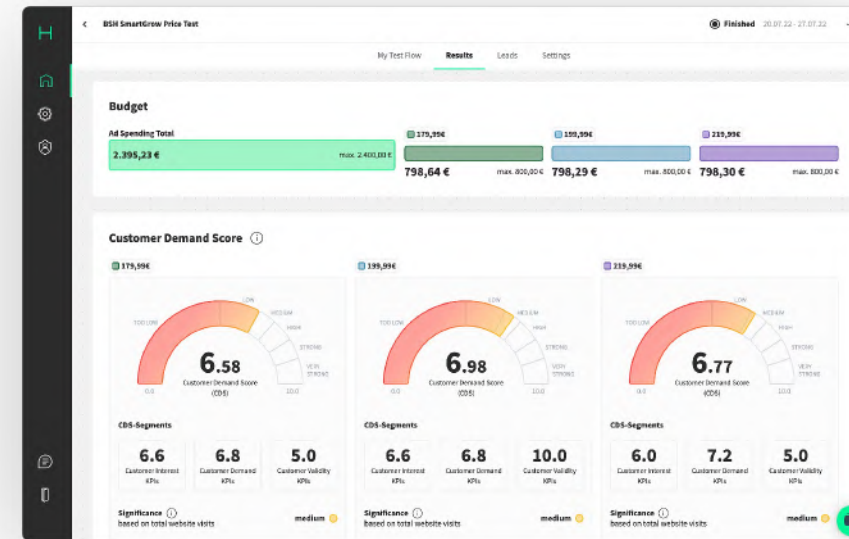 BSH SmartGrow Price Test
Finished 20.07.22 - 27.07.22
My Test Flow Results Leads Settings
Budget
Ad Spending Total
2.395,23 € max. 2.400,00 €
179,99€
798,64 € max. 800,00 €
199,99€
798,29 € max. 800,00 €
219,99€
798,30 € max. 800,00 €
Customer Demand Score
179,99€
TOO LOW
LOW
MEDIUM
HIGH
STRONG
VERY
STRONG
6.58
Customer Demand Score
(CDS)
0.0 10.0
CDS-Segments
6.6
Customer Interest
KPIs
6.8
Customer Demand
KPIs
5.0
Customer Validity
KPIs
Significance
based on total website visits
medium
199,99€
TOO LOW
LOW
MEDIUM
HIGH
STRONG
VERY
STRONG
6.98
Customer Demand Score
(CDS)
0.0 10.0
CDS-Segments
6.6
Customer Interest
KPIs
6.8
Customer Demand
KPIs
10.0
Customer Validity
KPIs
Significance
based on total website visits
medium
219,99€
TOO LOW
LOW
MEDIUM
HIGH
STRONG
VERY
STRONG
6.77
Customer Demand Score
(CDS)
0.0 10.0
CDS-Segments
6.0
Customer Interest
KPIs
7.2
Customer Demand
KPIs
5.0
Customer Validity
KPIs
Significance
based on total website visits
medium